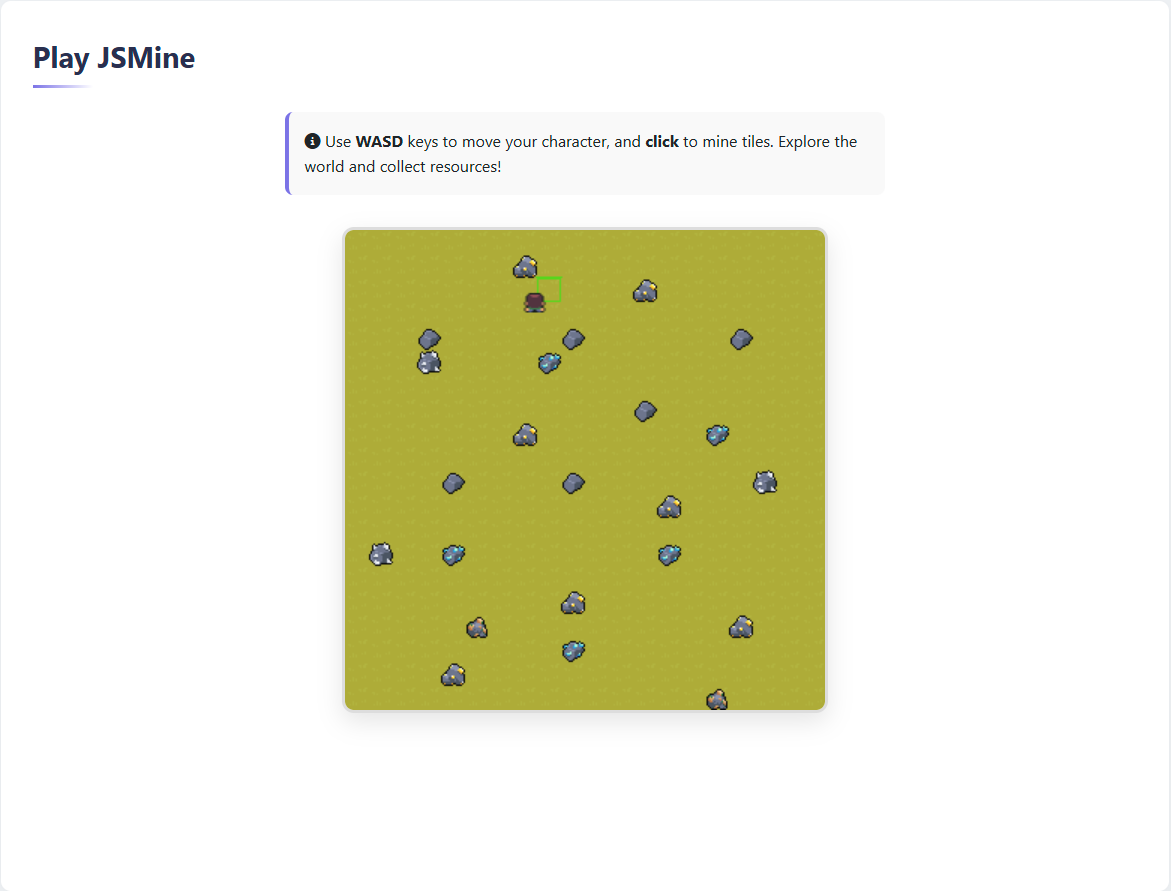 Play JSMine
Use WASD keys to move your character, and click to mine tiles. Explore the
world and collect resources!